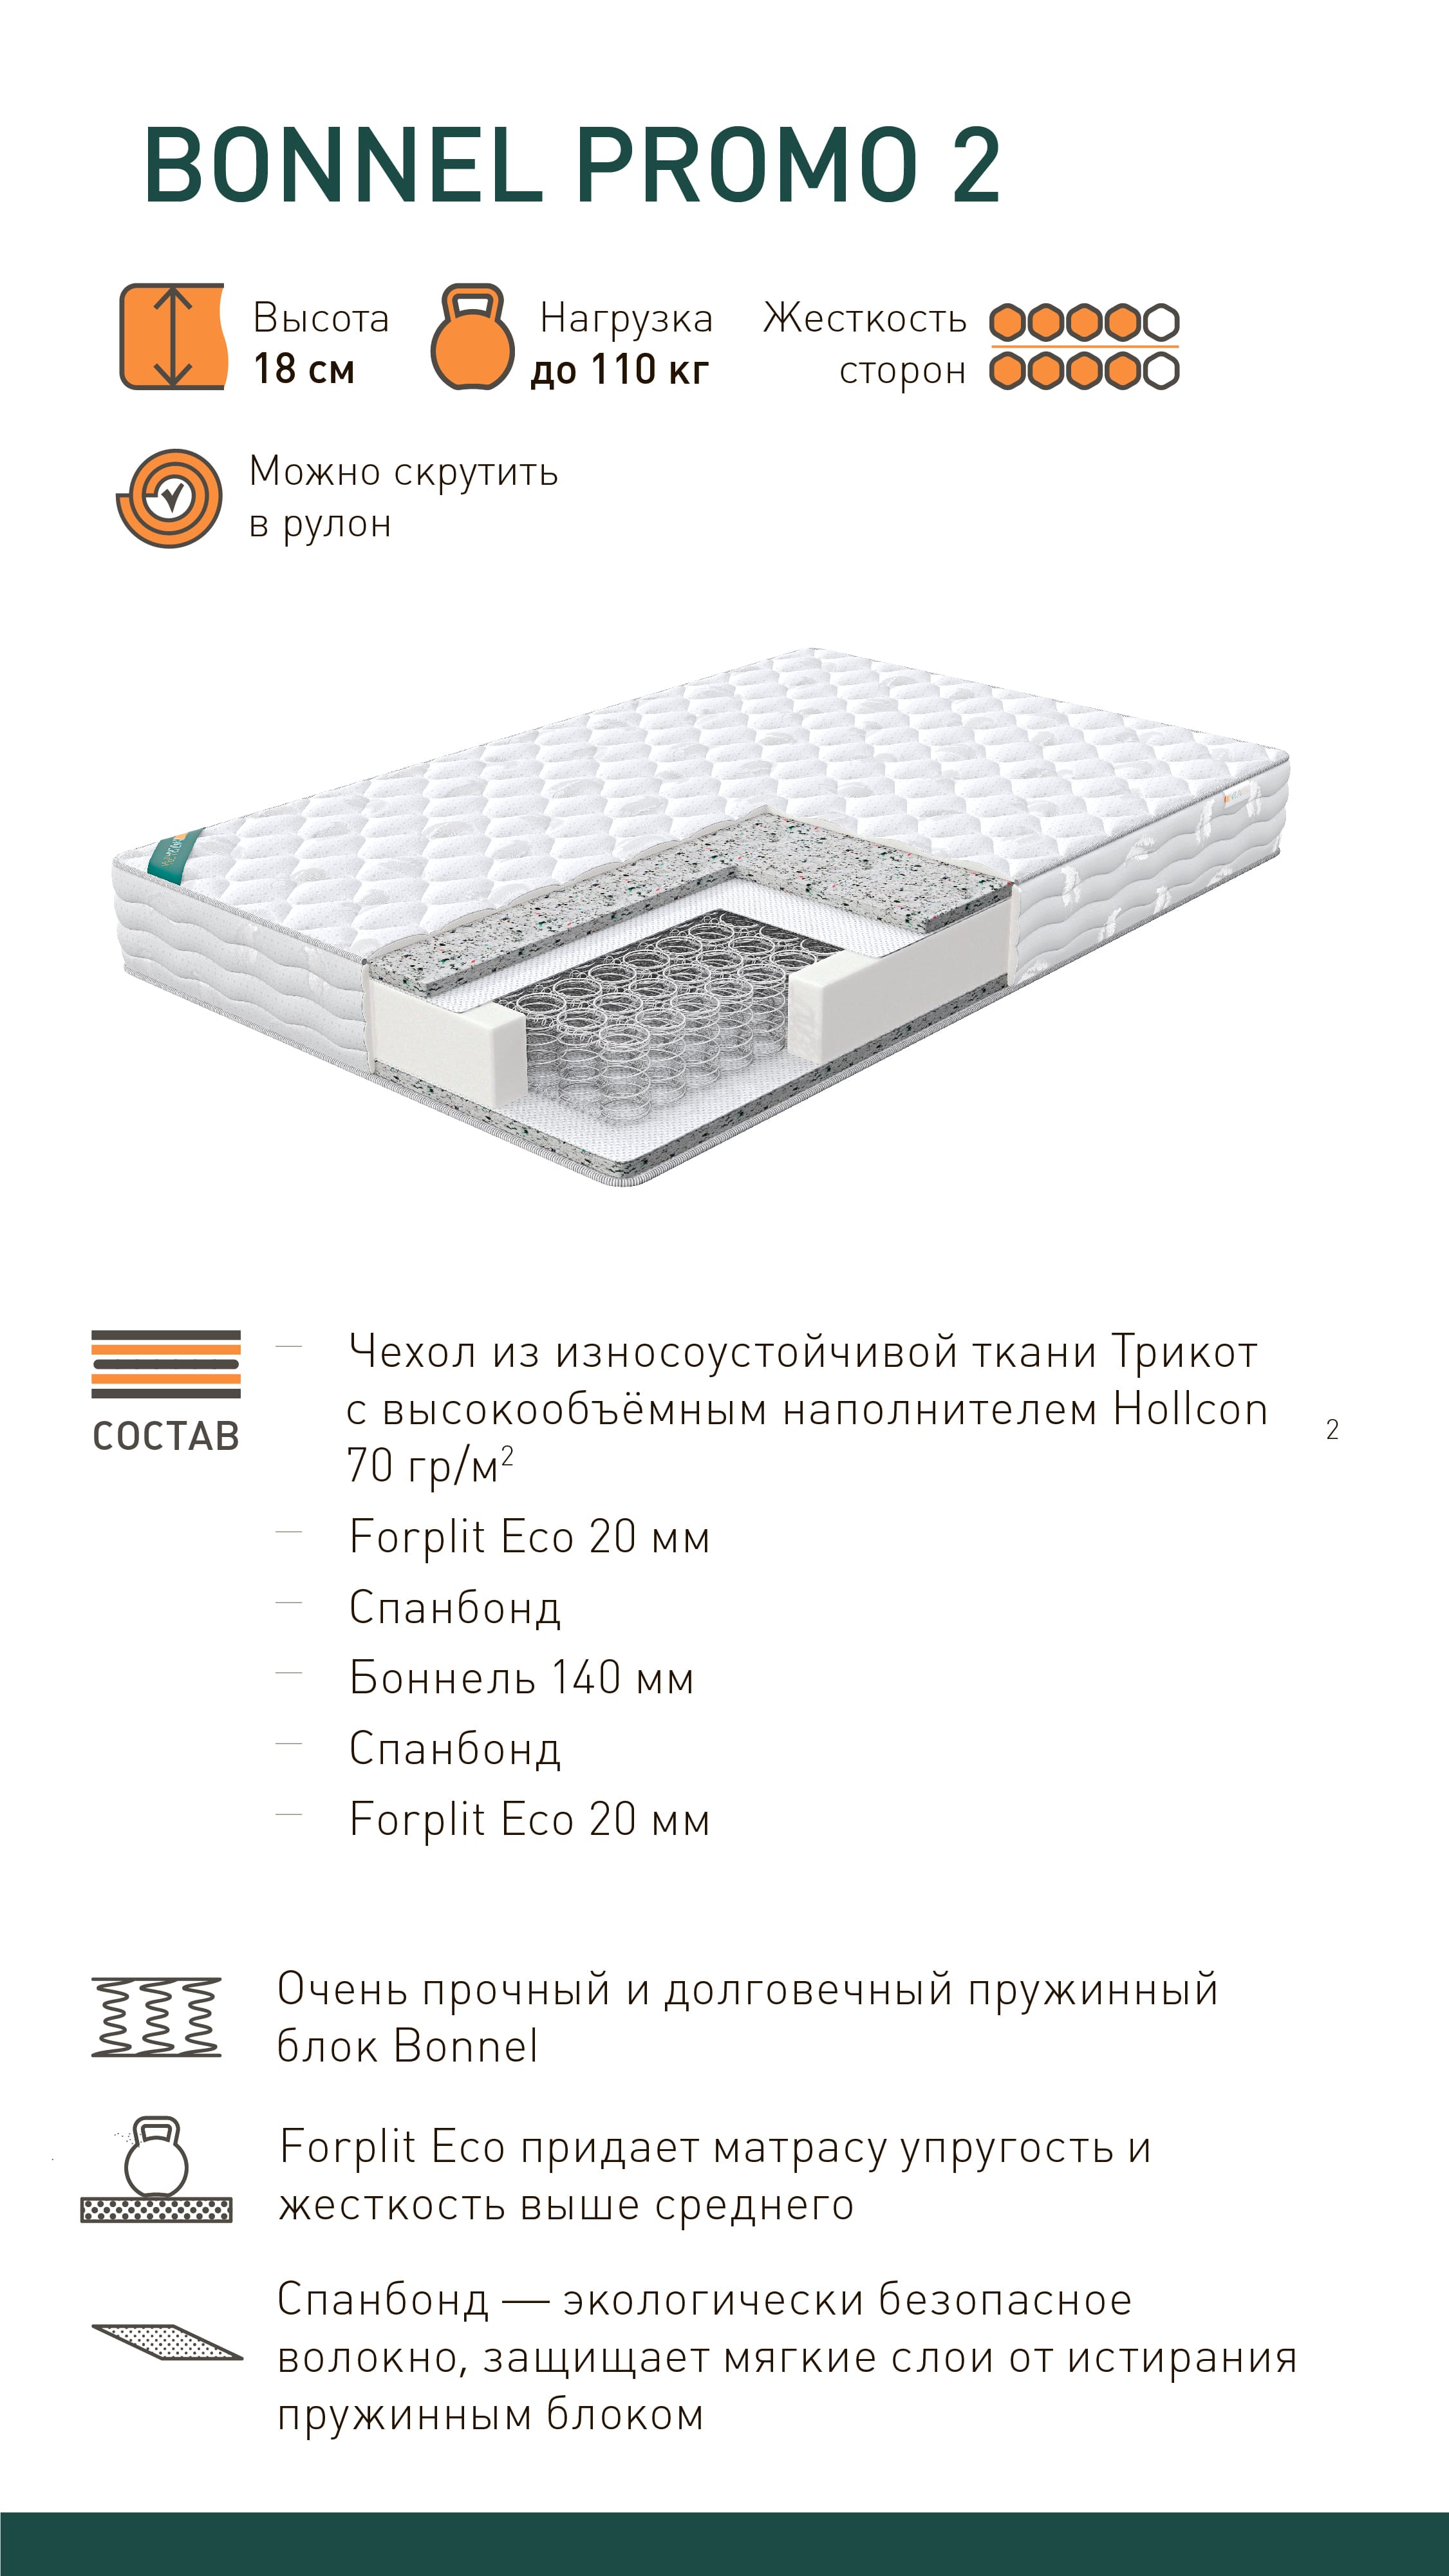 BONNEL PROMO 2
Высота
18 см
Нагрузка
до 110 кг
Жесткость
сторон
Можно скрутить
в рулон
СОСТАВ
— Чехол из износоустойчивой ткани Трикот
с высокообъёмным наполнителем Hollcon
70 гр/м²
2
— Forplit Eco 20 мм
— Спанбонд
— Боннель 140 мм
— Спанбонд
— Forplit Eco 20 мм
Очень прочный и долговечный пружинный
блок Bonnel
Forplit Eco придает матрасу упругость и
жесткость выше среднего
Спанбонд — экологически безопасное
волокно, защищает мягкие слои от истирания
пружинным блоком